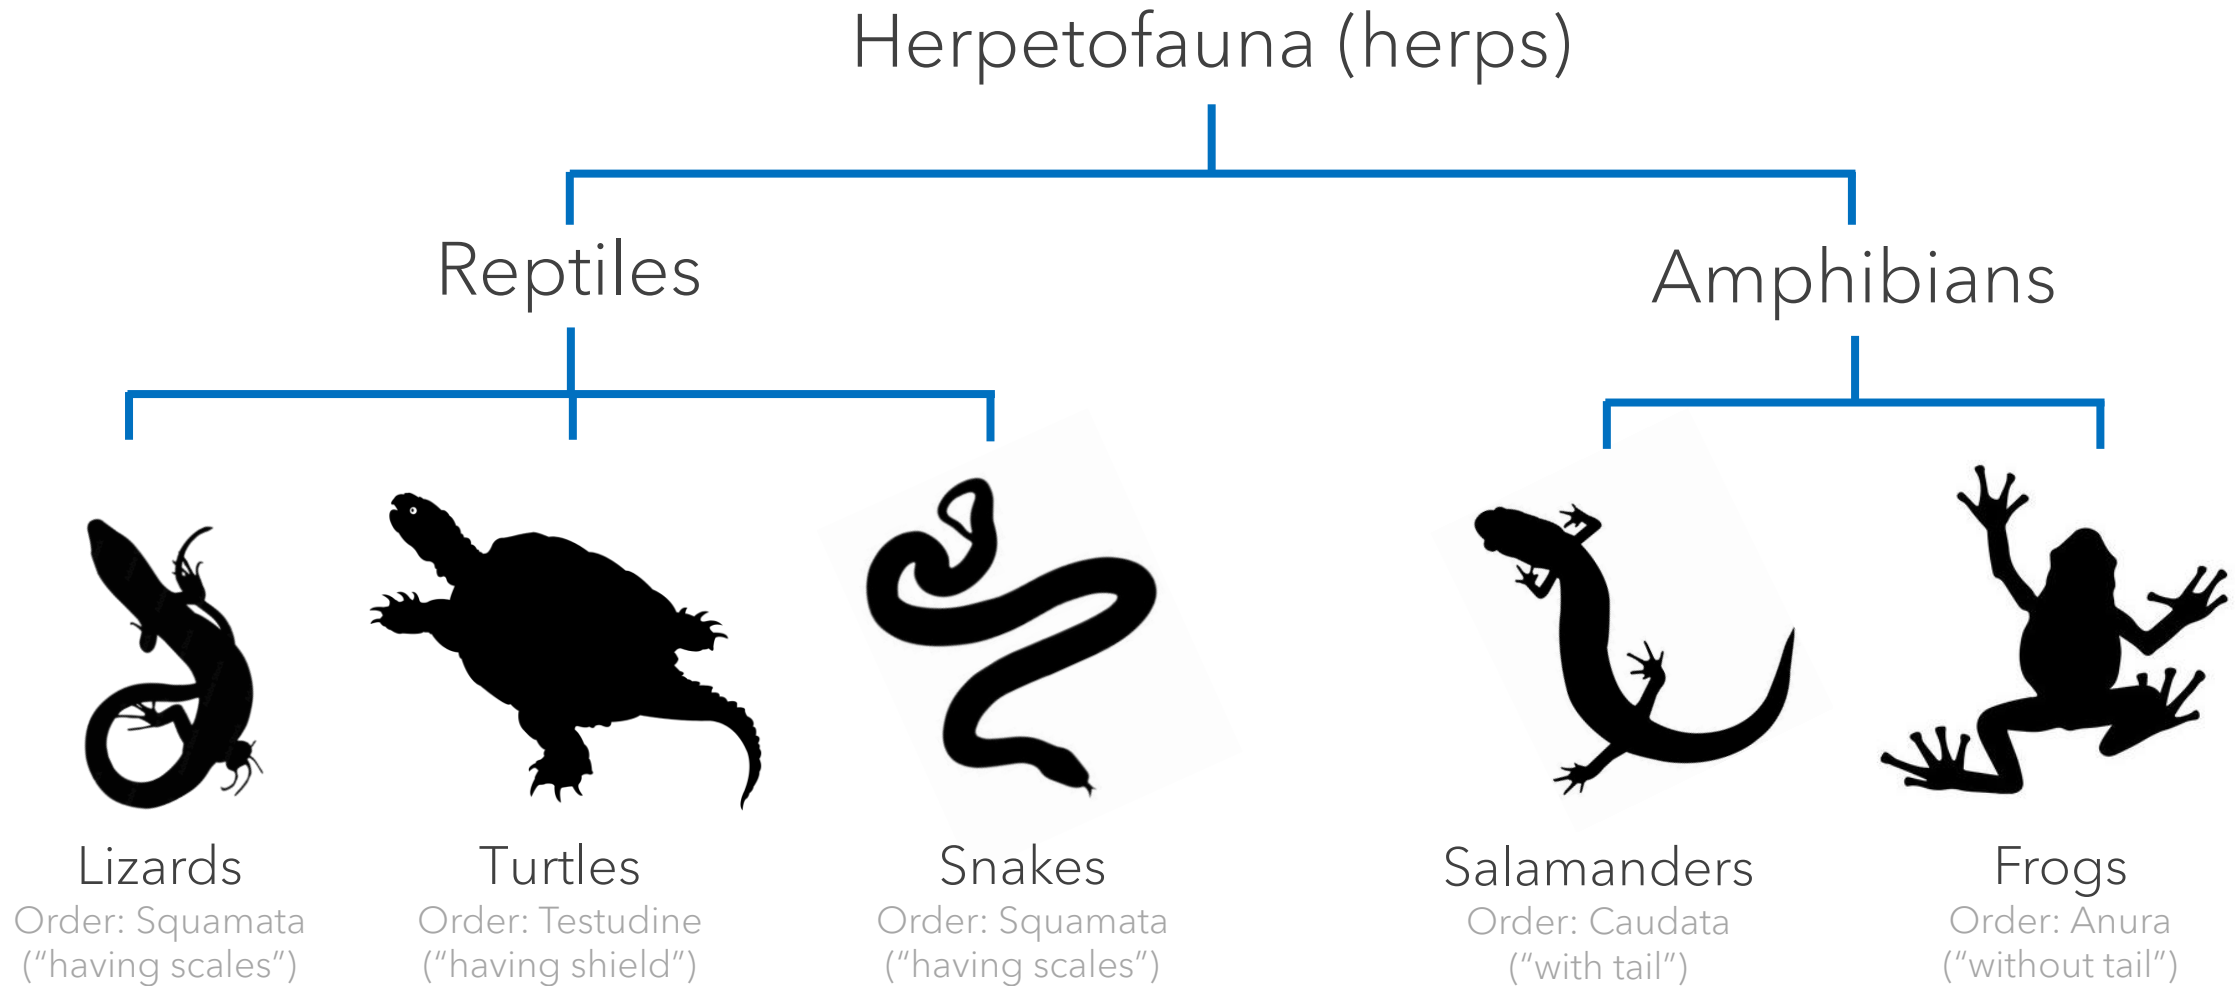 Herpetofauna (herps)
Reptiles
Amphibians
Lizards
Order: Squamata
(“having scales”)
Turtles
Order: Testudine
(“having shield”)
Snakes
Order: Squamata
(“having scales”)
Salamanders
Order: Caudata
(“with tail”)
Frogs
Order: Anura
(“without tail”)